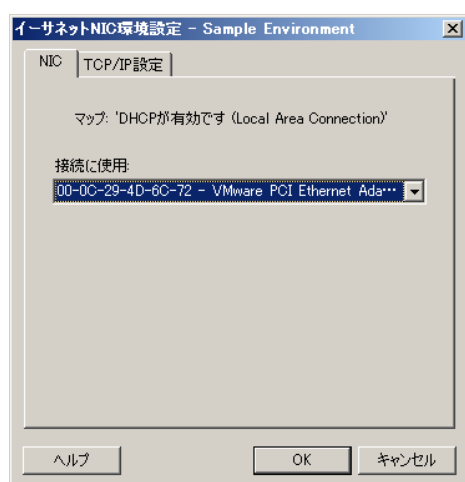 イーサネットNIC環境設定 - Sample Environment
NIC
TCP/IP設定
マップ: 'DHCPが有効です (Local Area Connection)'
接続に使用:
00-0C-29-4D-6C-72 - VMware PCI Ethernet Ada…
ヘルプ
OK
キャンセル